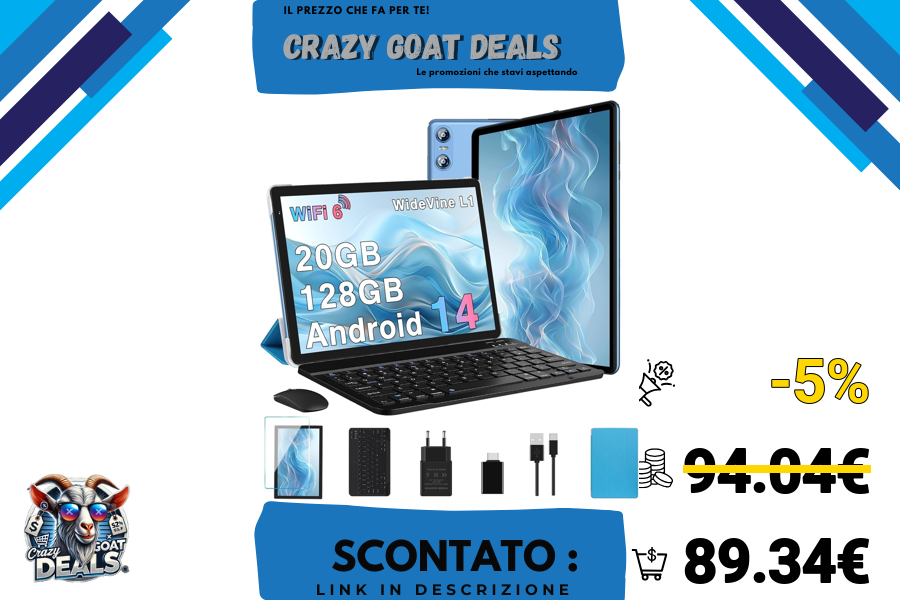 IL PREZZO CHE FA PER TE!
CRAZY GOAT DEALS
Le promozioni che stavi aspettando
WiFi 6
WideVine L1
20GB
128GB
Android 14
-5%
94.04€
89.34€
SCONTATO :
LINK IN DESCRIZIONE
Crazy
GOAT
DEALS